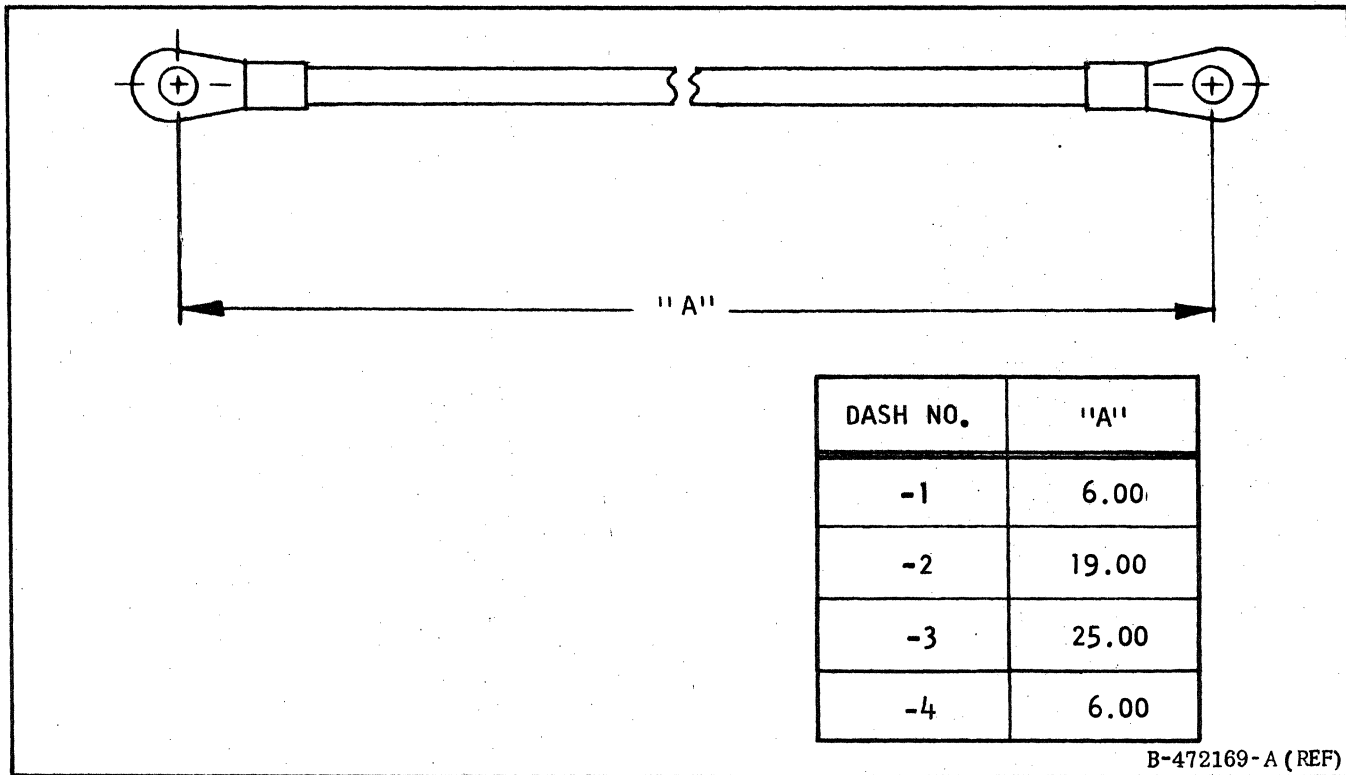 "A"
DASH NO. "A"
-1 6.00
-2 19.00
-3 25.00
-4 6.00
B-472169-A (REF)